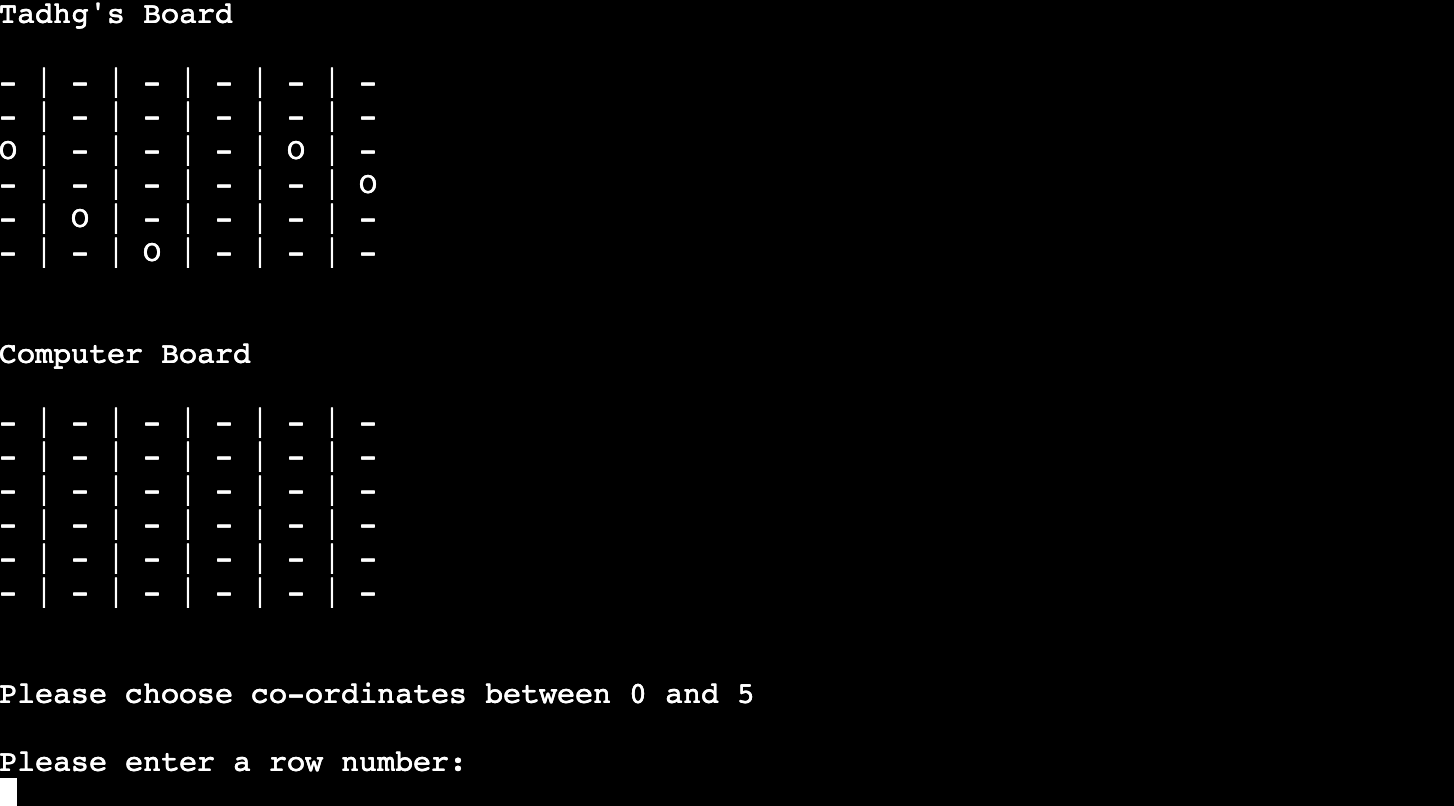 Tadhg's Board
- | - | - | - | - | -
- | - | - | - | - | -
O | - | - | - | O | -
- | - | - | - | - | O
- | O | - | - | - | -
- | - | O | - | - | -
Computer Board
- | - | - | - | - | -
- | - | - | - | - | -
- | - | - | - | - | -
- | - | - | - | - | -
- | - | - | - | - | -
- | - | - | - | - | -
Please choose co-ordinates between 0 and 5
Please enter a row number: